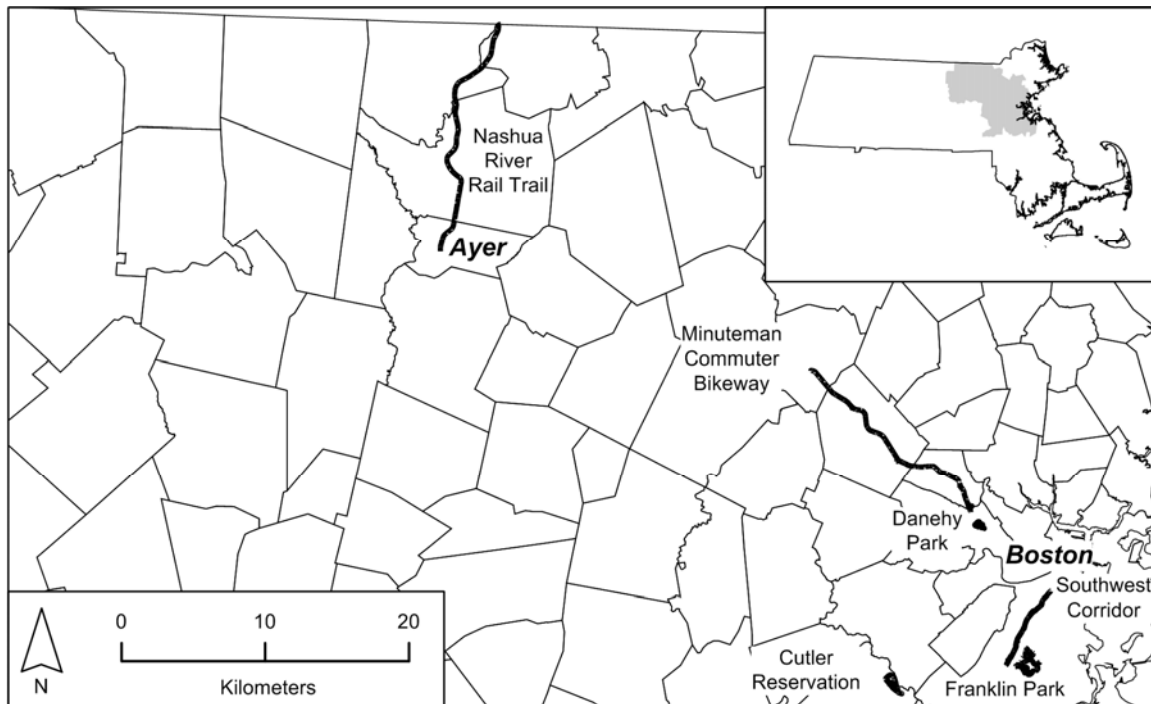 Nashua
River
Rail Trail
Ayer
Minuteman
Commuter
Bikeway
Danehy
Park
Boston
Southwest
Corridor
Cutler
Reservation
Franklin Park
0 10 20
Kilometers
N